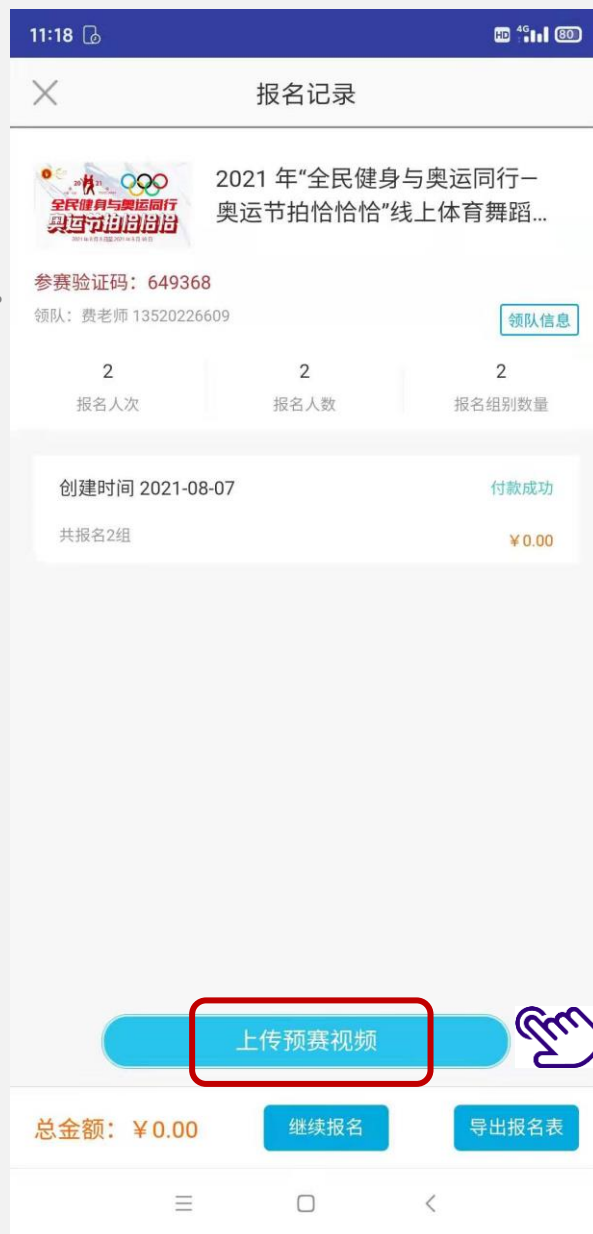 11:18
HD 4G 80
报名记录
全民健身与奥运同行
奥运节拍恰恰恰
2021 年“全民健身与奥运同行—
奥运节拍恰恰恰”线上体育舞蹈...
参赛验证码：649368
领队：费老师 13520226609
领队信息
2 2 2
报名人次 报名人数 报名组别数量
创建时间 2021-08-07 付款成功
共报名2组 ￥0.00
上传预赛视频
总金额：￥0.00 继续报名 导出报名表